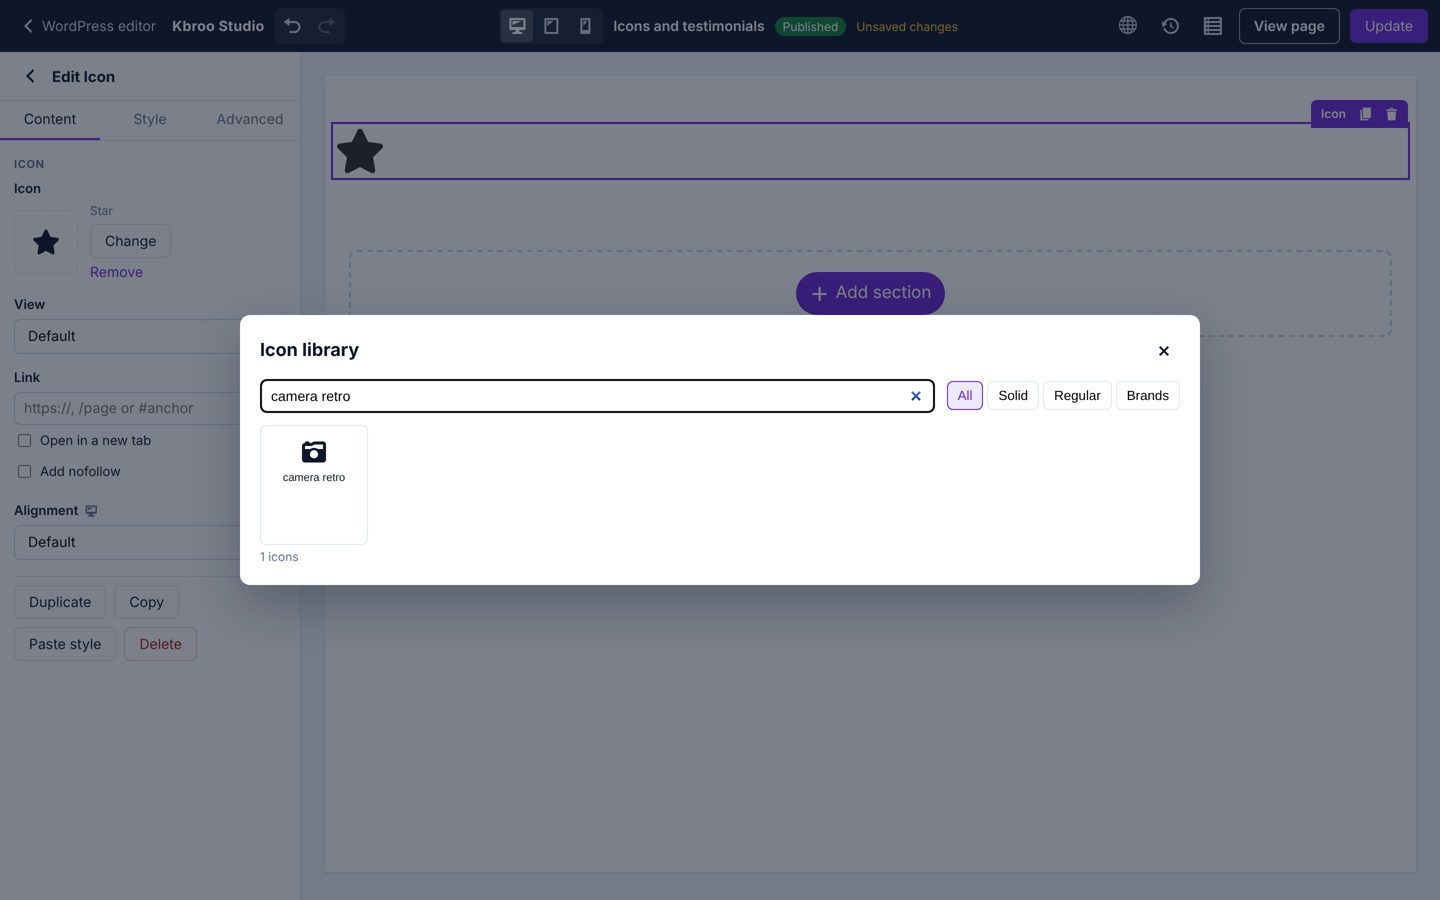 WordPress editor
Kbroo Studio
Icons and testimonials
Published
Unsaved changes
View page
Update
Edit Icon
Content
Style
Advanced
ICON
Icon
Star
Change
Remove
View
Default
Link
https://, /page or #anchor
Open in a new tab
Add nofollow
Alignment
Default
Duplicate
Copy
Paste style
Delete
Icon
Add section
Icon library
camera retro
All
Solid
Regular
Brands
camera retro
1 icons